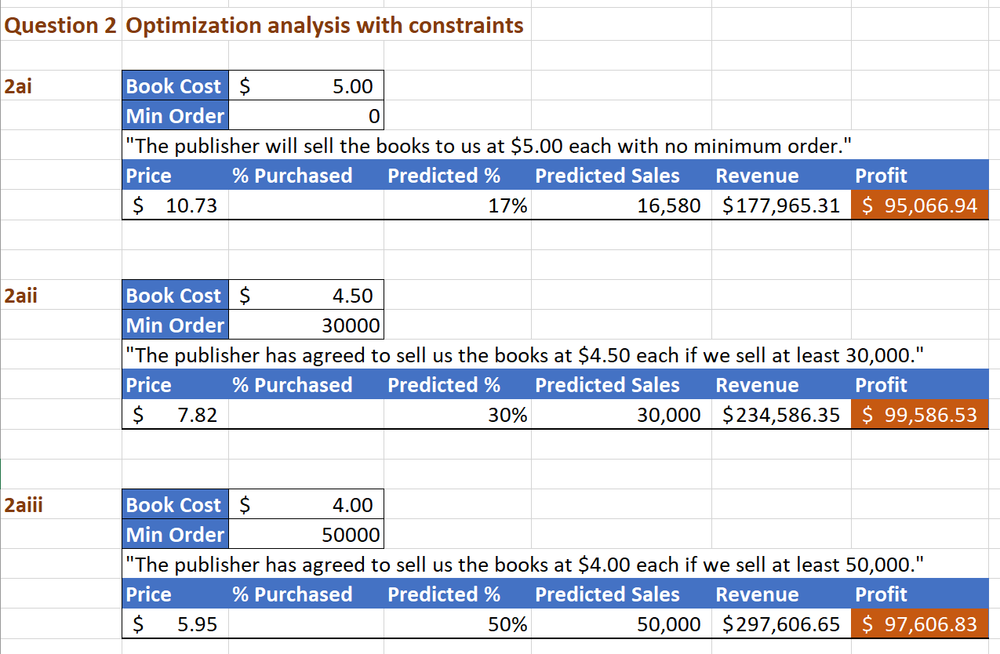 Question 2 Optimization analysis with constraints
2ai Book Cost $ 5.00
Min Order 0
"The publisher will sell the books to us at $5.00 each with no minimum order."
Price % Purchased Predicted % Predicted Sales Revenue Profit
$ 10.73 17% 16,580 $177,965.31 $ 95,066.94
2aii Book Cost $ 4.50
Min Order 30000
"The publisher has agreed to sell us the books at $4.50 each if we sell at least 30,000."
Price % Purchased Predicted % Predicted Sales Revenue Profit
$ 7.82 30% 30,000 $234,586.35 $ 99,586.53
2aiii Book Cost $ 4.00
Min Order 50000
"The publisher has agreed to sell us the books at $4.00 each if we sell at least 50,000."
Price % Purchased Predicted % Predicted Sales Revenue Profit
$ 5.95 50% 50,000 $297,606.65 $ 97,606.83